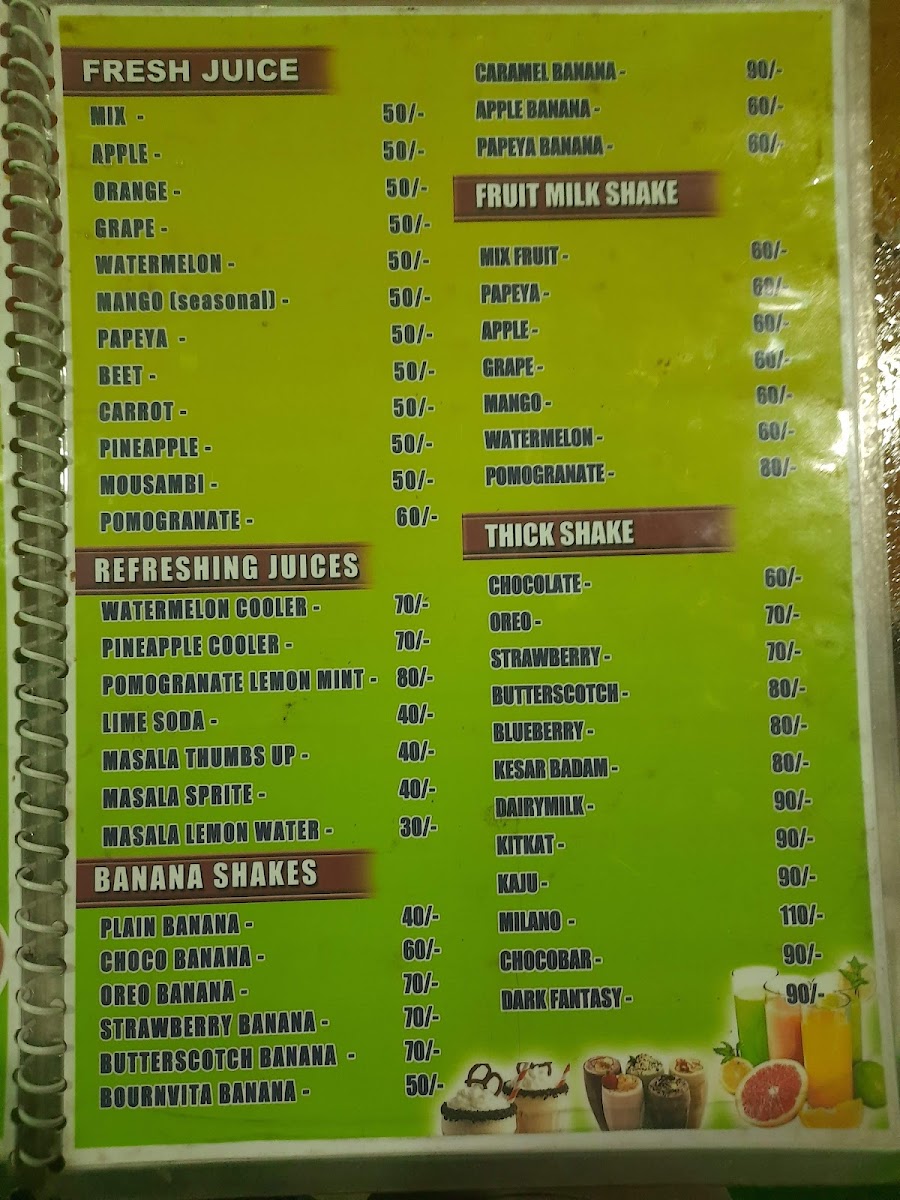 FRESH JUICE
MIX - 50/-
APPLE - 50/-
ORANGE - 50/-
GRAPE - 50/-
WATERMELON - 50/-
MANGO (seasonal) - 50/-
PAPEYA - 50/-
BEET - 50/-
CARROT - 50/-
PINEAPPLE - 50/-
MOUSAMBI - 50/-
POMOGRANATE - 60/-
REFRESHING JUICES
WATERMELON COOLER - 70/-
PINEAPPLE COOLER - 70/-
POMOGRANATE LEMON MINT - 80/-
LIME SODA - 40/-
MASALA THUMBS UP - 40/-
MASALA SPRITE - 40/-
MASALA LEMON WATER - 30/-
BANANA SHAKES
PLAIN BANANA - 40/-
CHOCO BANANA - 60/-
OREO BANANA - 70/-
STRAWBERRY BANANA - 70/-
BUTTERSCOTCH BANANA - 70/-
BOURNVITA BANANA - 50/-
CARAMEL BANANA - 90/-
APPLE BANANA - 60/-
PAPEYA BANANA - 60/-
FRUIT MILK SHAKE
MIX FRUIT - 60/-
PAPEYA - 60/-
APPLE - 60/-
GRAPE - 60/-
MANGO - 60/-
WATERMELON - 60/-
POMOGRANATE - 80/-
THICK SHAKE
CHOCOLATE - 60/-
OREO - 70/-
STRAWBERRY - 70/-
BUTTERSCOTCH - 80/-
BLUEBERRY - 80/-
KESAR BADAM - 80/-
DAIRYMILK - 90/-
KITKAT - 90/-
KAJU - 90/-
MILANO - 110/-
CHOCOBAR - 90/-
DARK FANTASY - 90/-